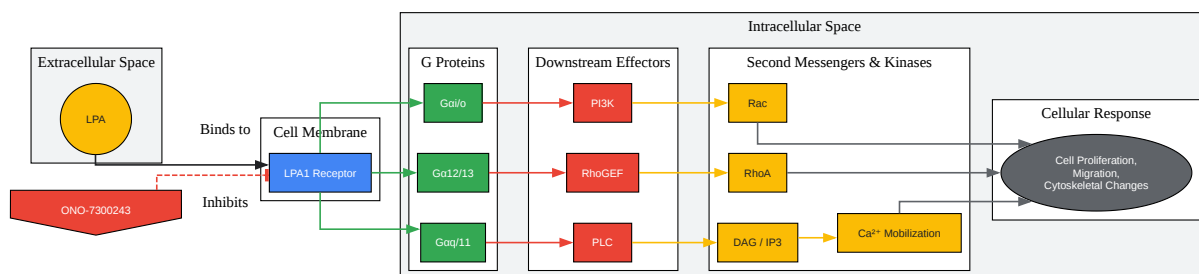 Intracellular Space
Extracellular Space
G Proteins
Downstream Effectors
Second Messengers & Kinases
LPA
Gαi/o
PI3K
Rac
Cellular Response
Binds to
Cell Membrane
LPA1 Receptor
Gα12/13
RhoGEF
RhoA
Cell Proliferation,
Migration,
Cytoskeletal Changes
ONO-7300243
Inhibits
Gαq/11
PLC
DAG / IP3
Ca²⁺ Mobilization